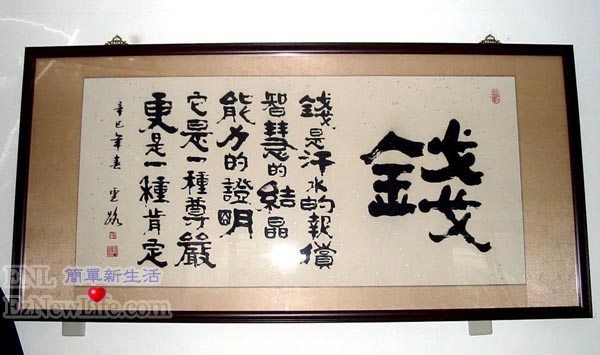 錢
錢是汗水的報償
智慧的結晶
能力的證明
它是一種尊嚴
更是一種肯定
辛巳年春
ENL 簡單新生活
EzNewLife.com